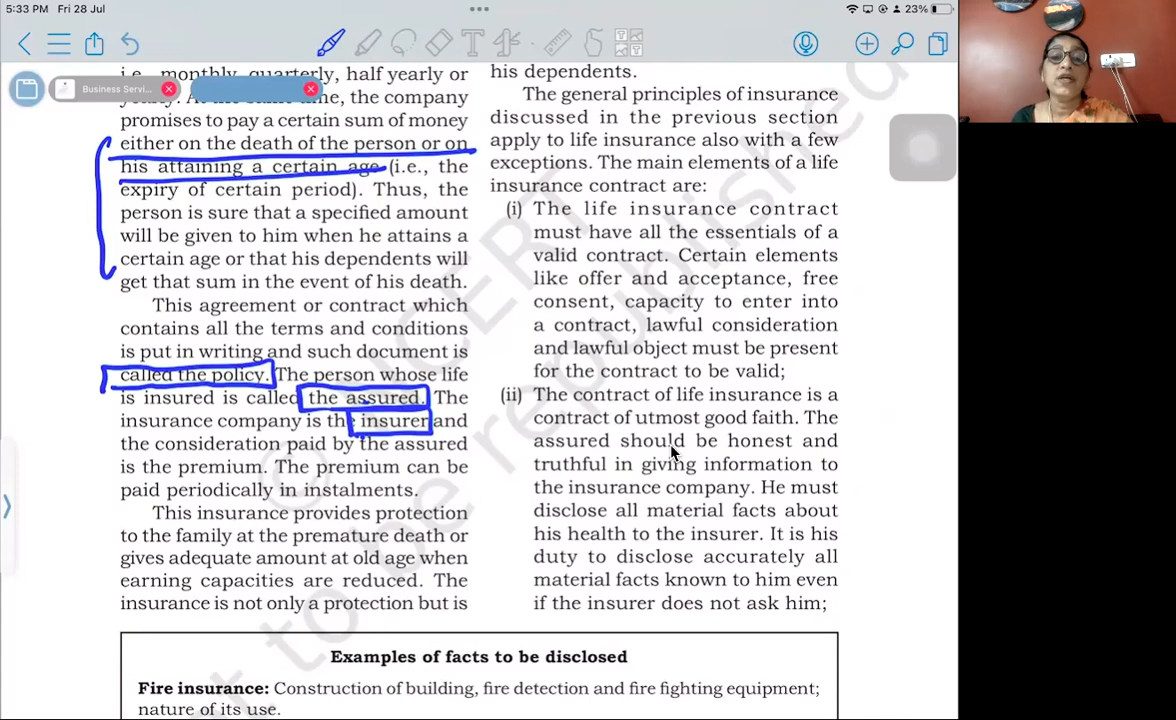 5:33 PM Fri 28 Jul
23%
Business Servi...
i.e., monthly, quarterly, half yearly or
yearly. At the same time, the company
promises to pay a certain sum of money
either on the death of the person or on
his attaining a certain age (i.e., the
expiry of certain period). Thus, the
person is sure that a specified amount
will be given to him when he attains a
certain age or that his dependents will
get that sum in the event of his death.
This agreement or contract which
contains all the terms and conditions
is put in writing and such document is
called the policy. The person whose life
is insured is called the assured. The
insurance company is the insurer and
the consideration paid by the assured
is the premium. The premium can be
paid periodically in instalments.
This insurance provides protection
to the family at the premature death or
gives adequate amount at old age when
earning capacities are reduced. The
insurance is not only a protection but is
his dependents.
The general principles of insurance
discussed in the previous section
apply to life insurance also with a few
exceptions. The main elements of a life
insurance contract are:
(i) The life insurance contract
must have all the essentials of a
valid contract. Certain elements
like offer and acceptance, free
consent, capacity to enter into
a contract, lawful consideration
and lawful object must be present
for the contract to be valid;
(ii) The contract of life insurance is a
contract of utmost good faith. The
assured should be honest and
truthful in giving information to
the insurance company. He must
disclose all material facts about
his health to the insurer. It is his
duty to disclose accurately all
material facts known to him even
if the insurer does not ask him;
Examples of facts to be disclosed
Fire insurance: Construction of building, fire detection and fire fighting equipment;
nature of its use.
© NCERT
not to be republished